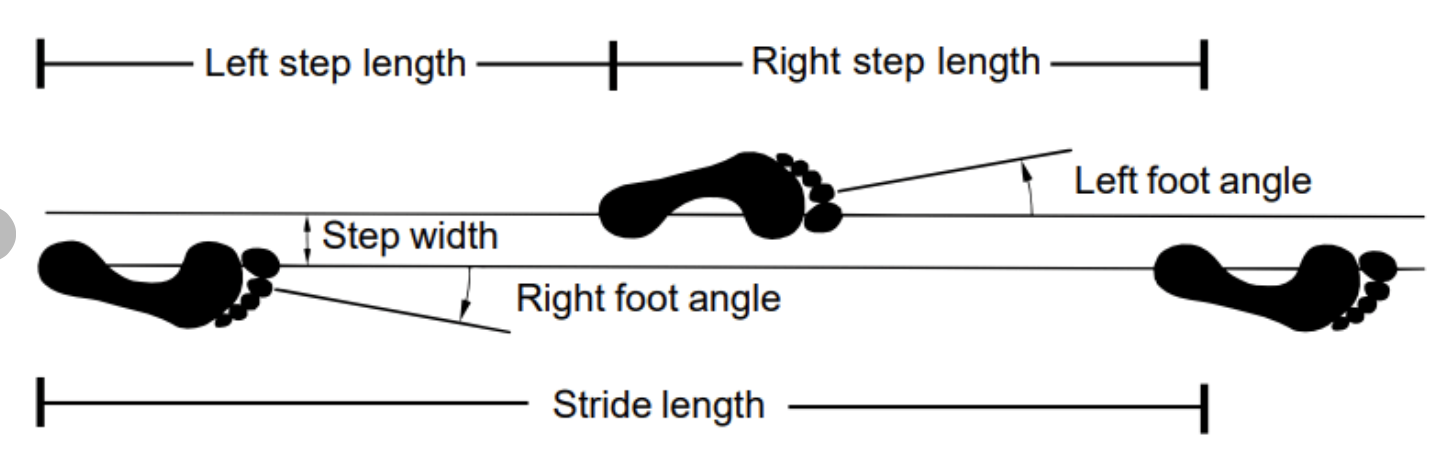 Left step length
Right step length
Left foot angle
Step width
Right foot angle
Stride length